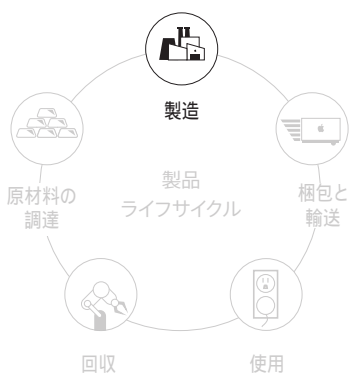 製造
原材料の
調達
製品
ライフサイクル
梱包と
輸送
回収
使用